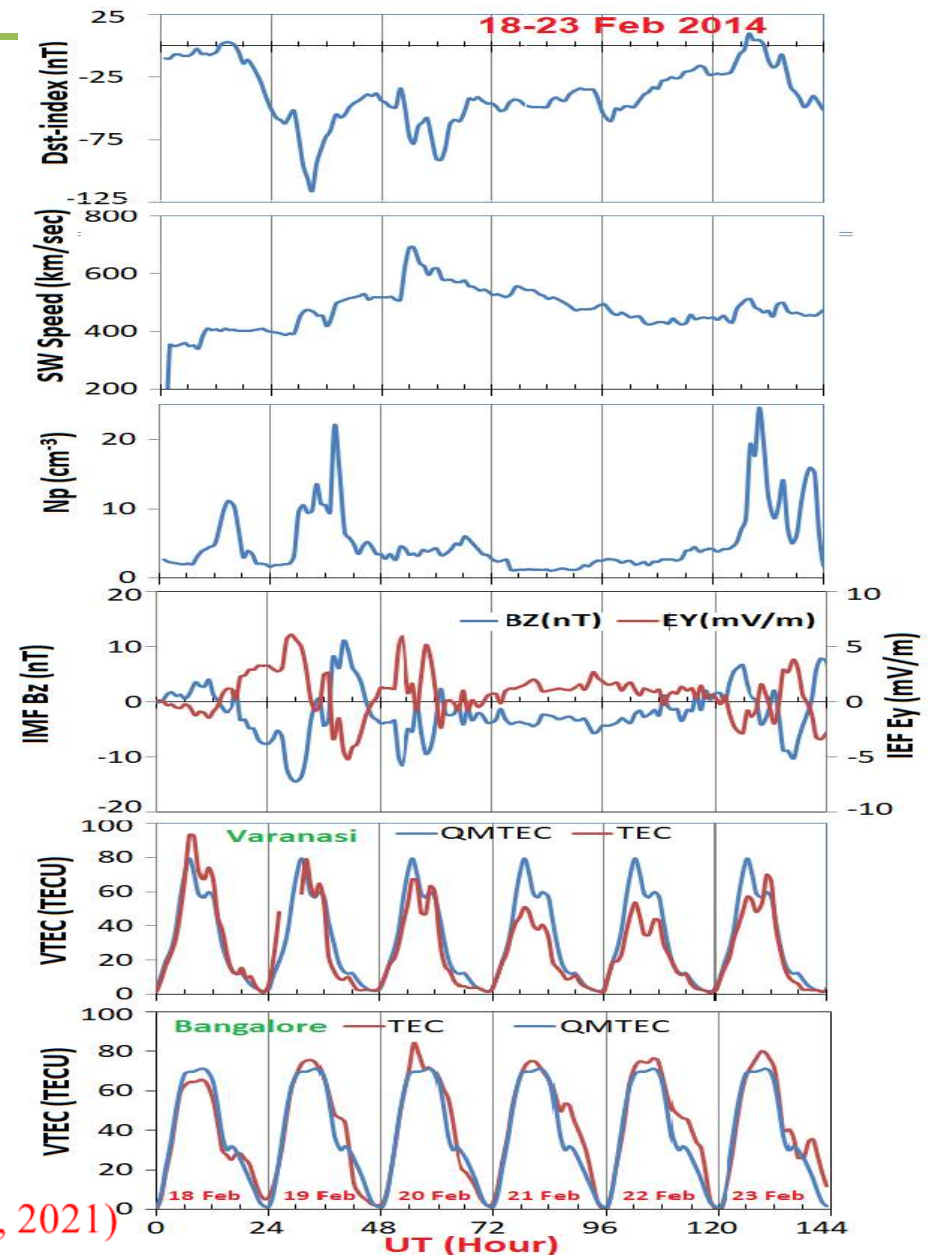 18-23 Feb 2014
25
-25
-75
-125
Dst-index (nT)
800
600
400
200
SW Speed (km/sec)
20
10
0
Np (cm-3)
20
10
0
-10
-20
IMF Bz (nT)
BZ(nT) EY(mV/m)
10
5
0
-5
-10
IEF Ey (mV/m)
100
80
60
40
20
0
VTEC (TECU)
Varanasi QMTEC TEC
100
80
60
40
20
0
VTEC (TECU)
Bangalore TEC QMTEC
18 Feb 19 Feb 20 Feb 21 Feb 22 Feb 23 Feb
0 24 48 72 96 120 144
UT (Hour)
, 2021)